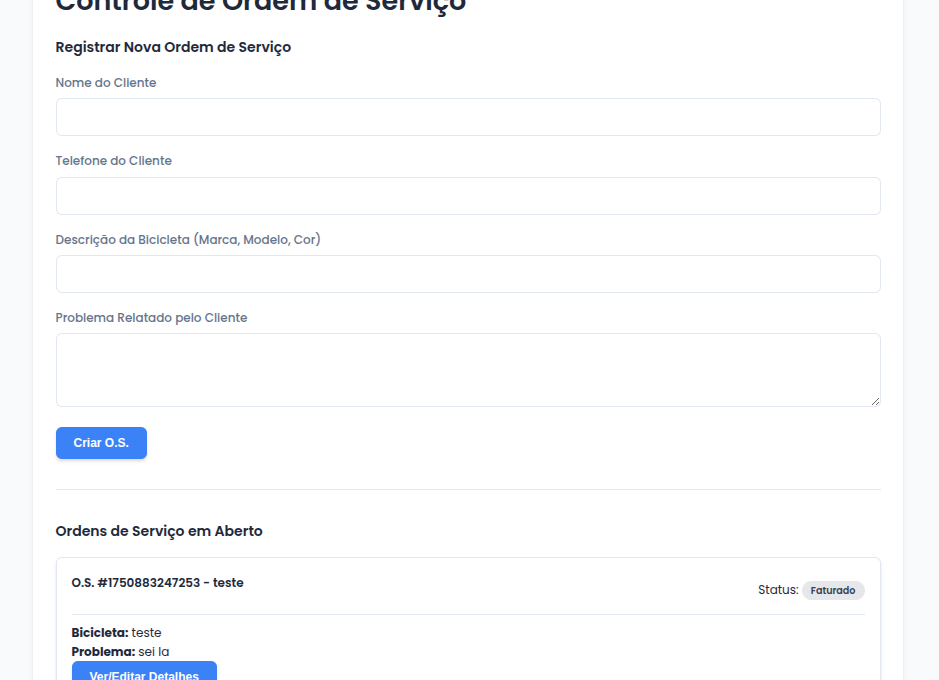 Controle de Ordem de Serviço
Registrar Nova Ordem de Serviço
Nome do Cliente
Telefone do Cliente
Descrição da Bicicleta (Marca, Modelo, Cor)
Problema Relatado pelo Cliente
Criar O.S.
Ordens de Serviço em Aberto
O.S. #1750883247253 - teste
Status: Faturado
Bicicleta: teste
Problema: sei la
Ver/Editar Detalhes